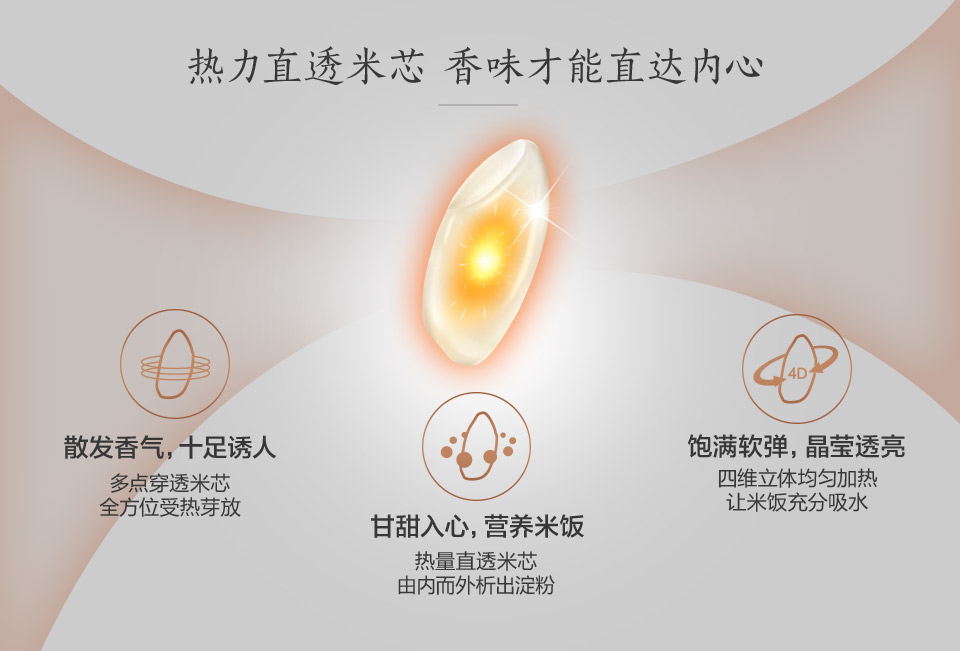 热力直透米芯 香味才能直达内心
散发香气，十足诱人
多点穿透米芯
全方位受热芽放
甘甜入心，营养米饭
热量直透米芯
由内而外析出淀粉
4D
饱满软弹，晶莹透亮
四维立体均匀加热
让米饭充分吸水